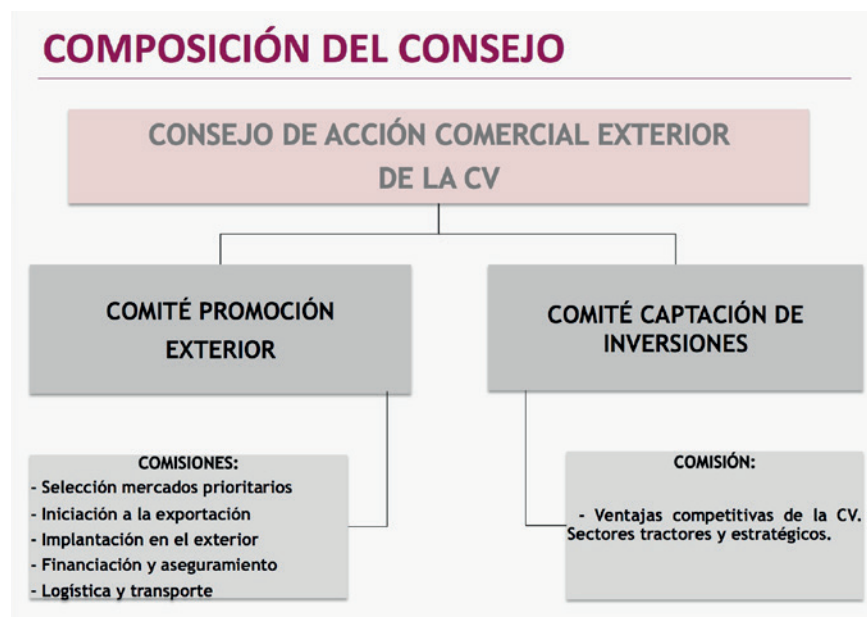 COMPOSICIÓN DEL CONSEJO
CONSEJO DE ACCIÓN COMERCIAL EXTERIOR
DE LA CV
COMITÉ PROMOCIÓN
EXTERIOR
COMITÉ CAPTACIÓN DE
INVERSIONES
COMISIONES:
- Selección mercados prioritarios
- Iniciación a la exportación
- Implantación en el exterior
- Financiación y aseguramiento
- Logística y transporte
COMISIÓN:
- Ventajas competitivas de la CV.
Sectores tractores y estratégicos.